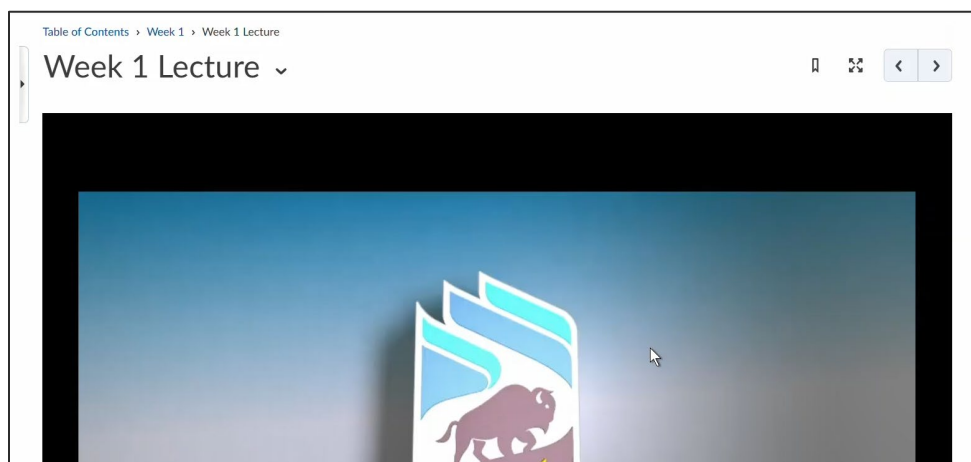 Table of Contents › Week 1 › Week 1 Lecture
Week 1 Lecture